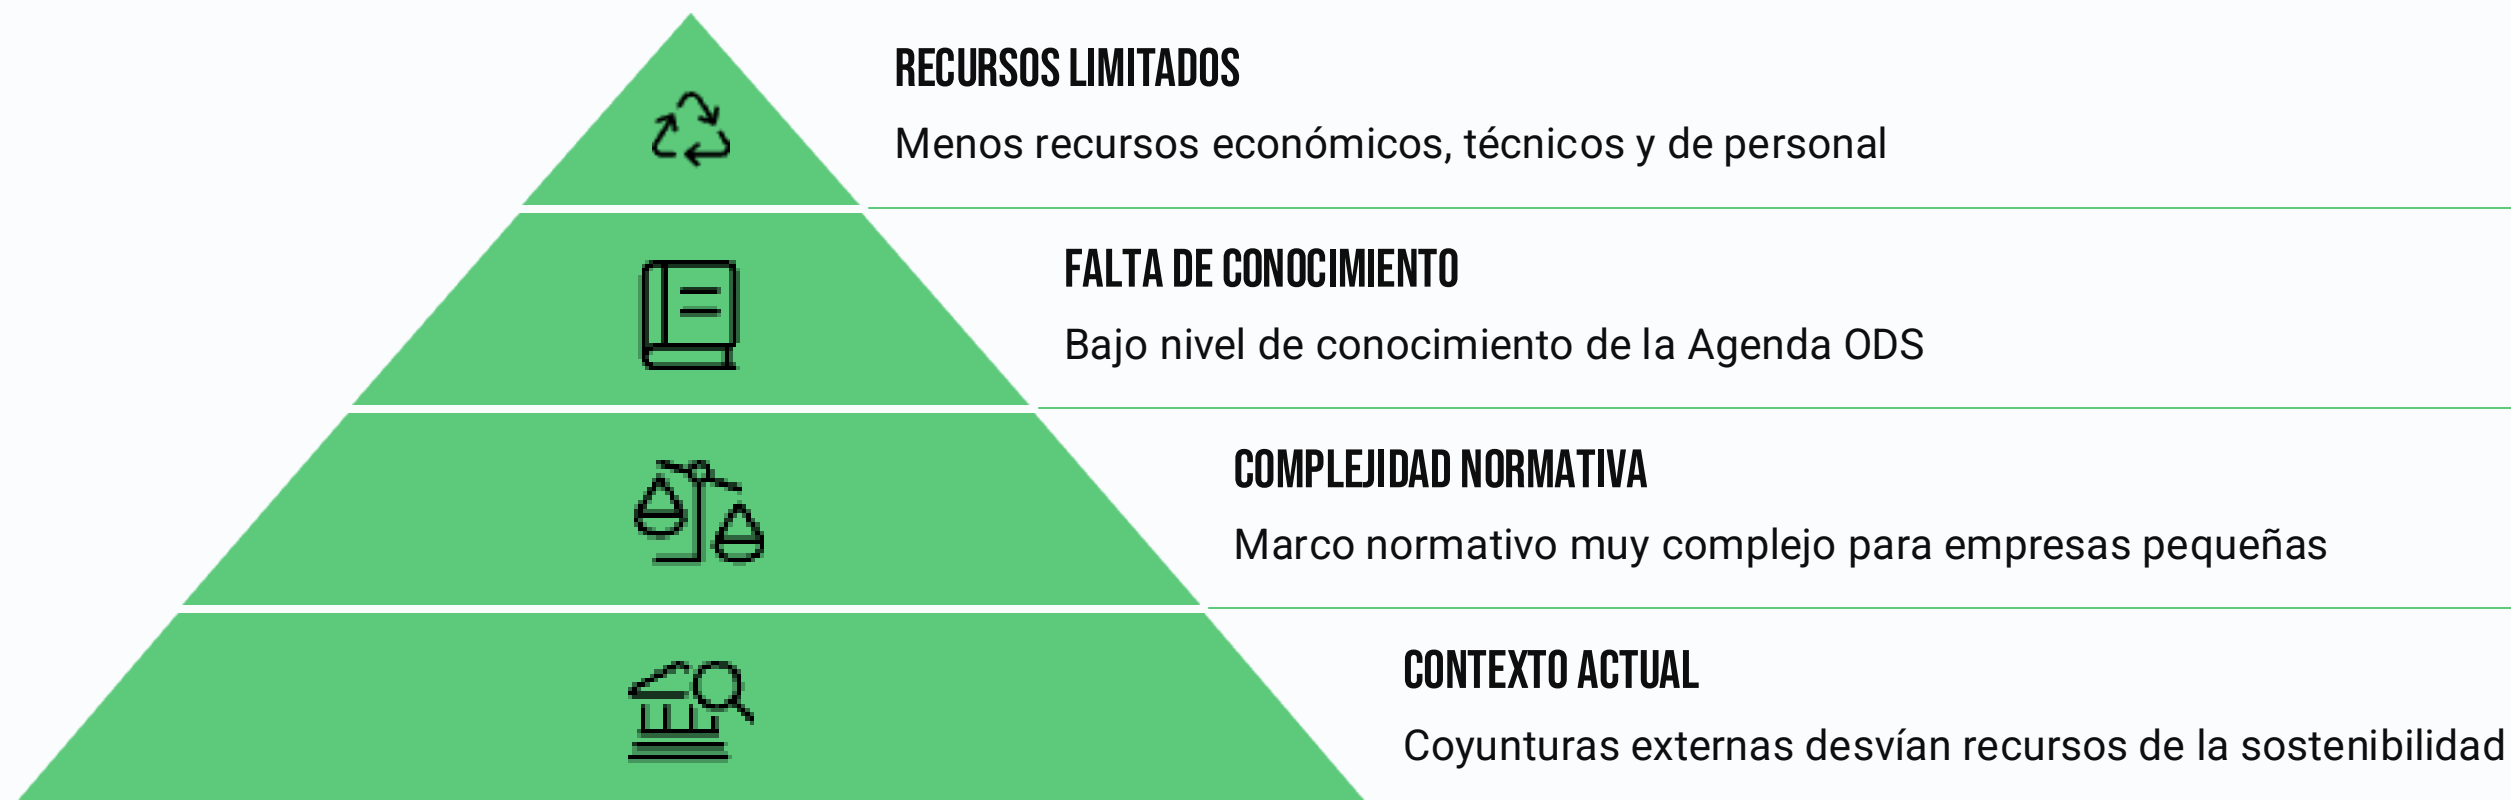 RECURSOS LIMITADOS
Menos recursos económicos, técnicos y de personal
FALTA DE CONOCIMIENTO
Bajo nivel de conocimiento de la Agenda ODS
COMPLEJIDAD NORMATIVA
Marco normativo muy complejo para empresas pequeñas
CONTEXTO ACTUAL
Coyunturas externas desvían recursos de la sostenibilidad